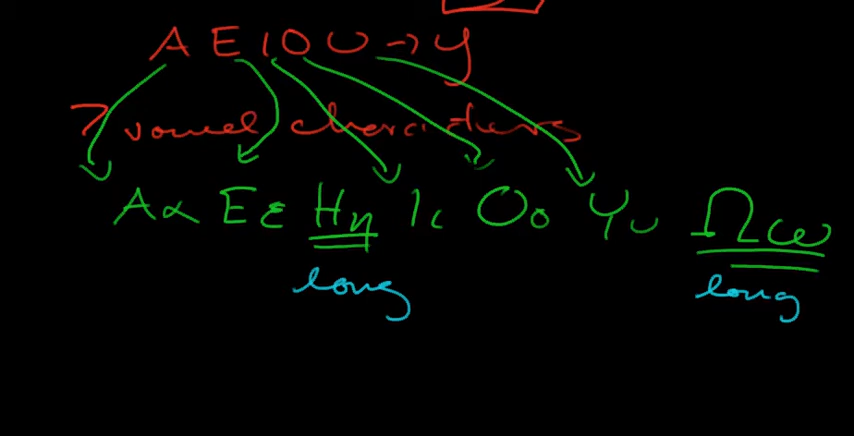 A E I O U → y
7 vowel characters
Αα Εε Ηη Ιι Οο Υυ Ωω
long long